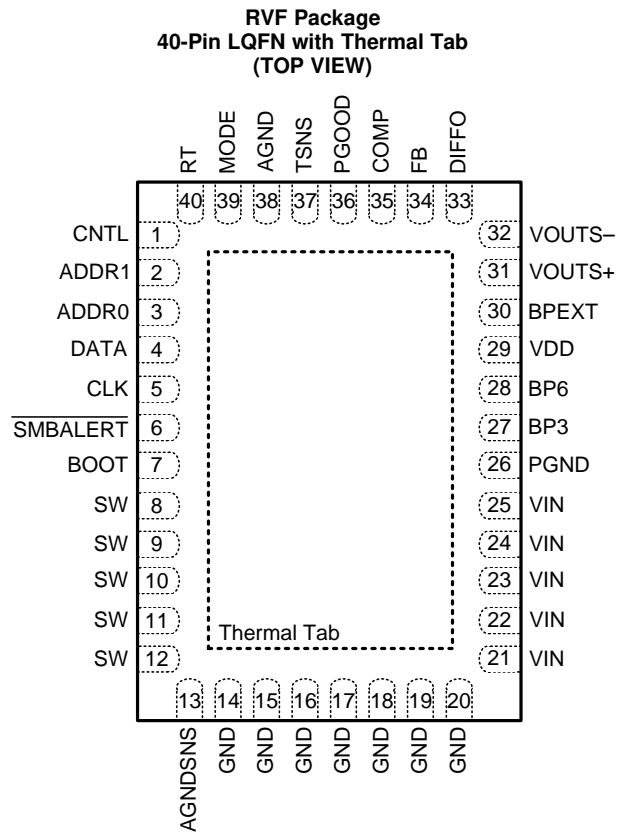 RVF Package
40-Pin LQFN with Thermal Tab
(TOP VIEW)
RT
MODE
AGND
TSNS
PGOOD
COMP
FB
DIFFO
40
39
38
37
36
35
34
33
CNTL 1
32 VOUTS–
ADDR1 2
31 VOUTS+
ADDR0 3
30 BPEXT
DATA 4
29 VDD
CLK 5
28 BP6
SMBALERT 6
27 BP3
BOOT 7
26 PGND
SW 8
25 VIN
SW 9
24 VIN
SW 10
23 VIN
SW 11
22 VIN
Thermal Tab
SW 12
21 VIN
13
14
15
16
17
18
19
20
AGNDSNS
GND
GND
GND
GND
GND
GND
GND